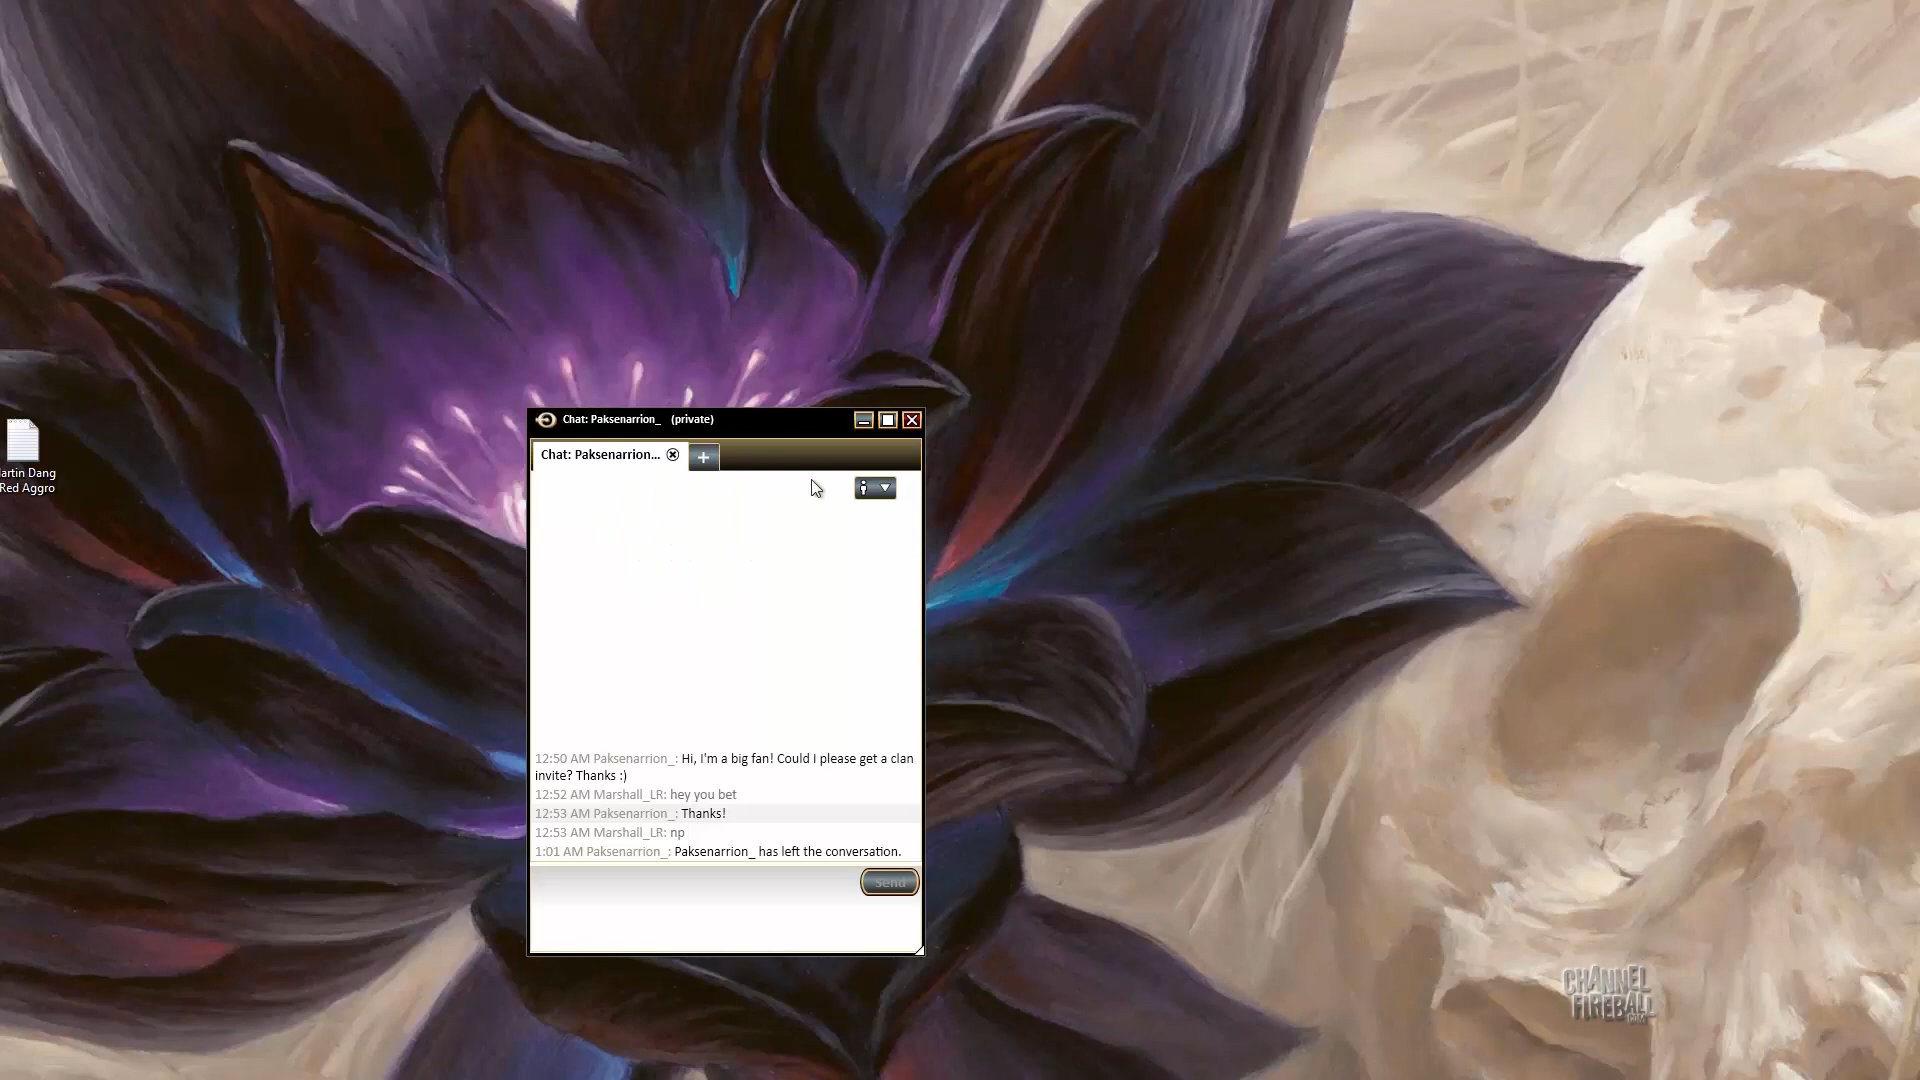 Chat: Paksenarrion_ (private)
Chat: Paksenarrion...
artin Dang
Red Aggro
12:50 AM Paksenarrion_: Hi, I'm a big fan! Could I please get a clan
invite? Thanks :)
12:52 AM Marshall_LR: hey you bet
12:53 AM Paksenarrion_: Thanks!
12:53 AM Marshall_LR: np
1:01 AM Paksenarrion_: Paksenarrion_ has left the conversation.
Send
CHANNEL
FIREBALL
.COM